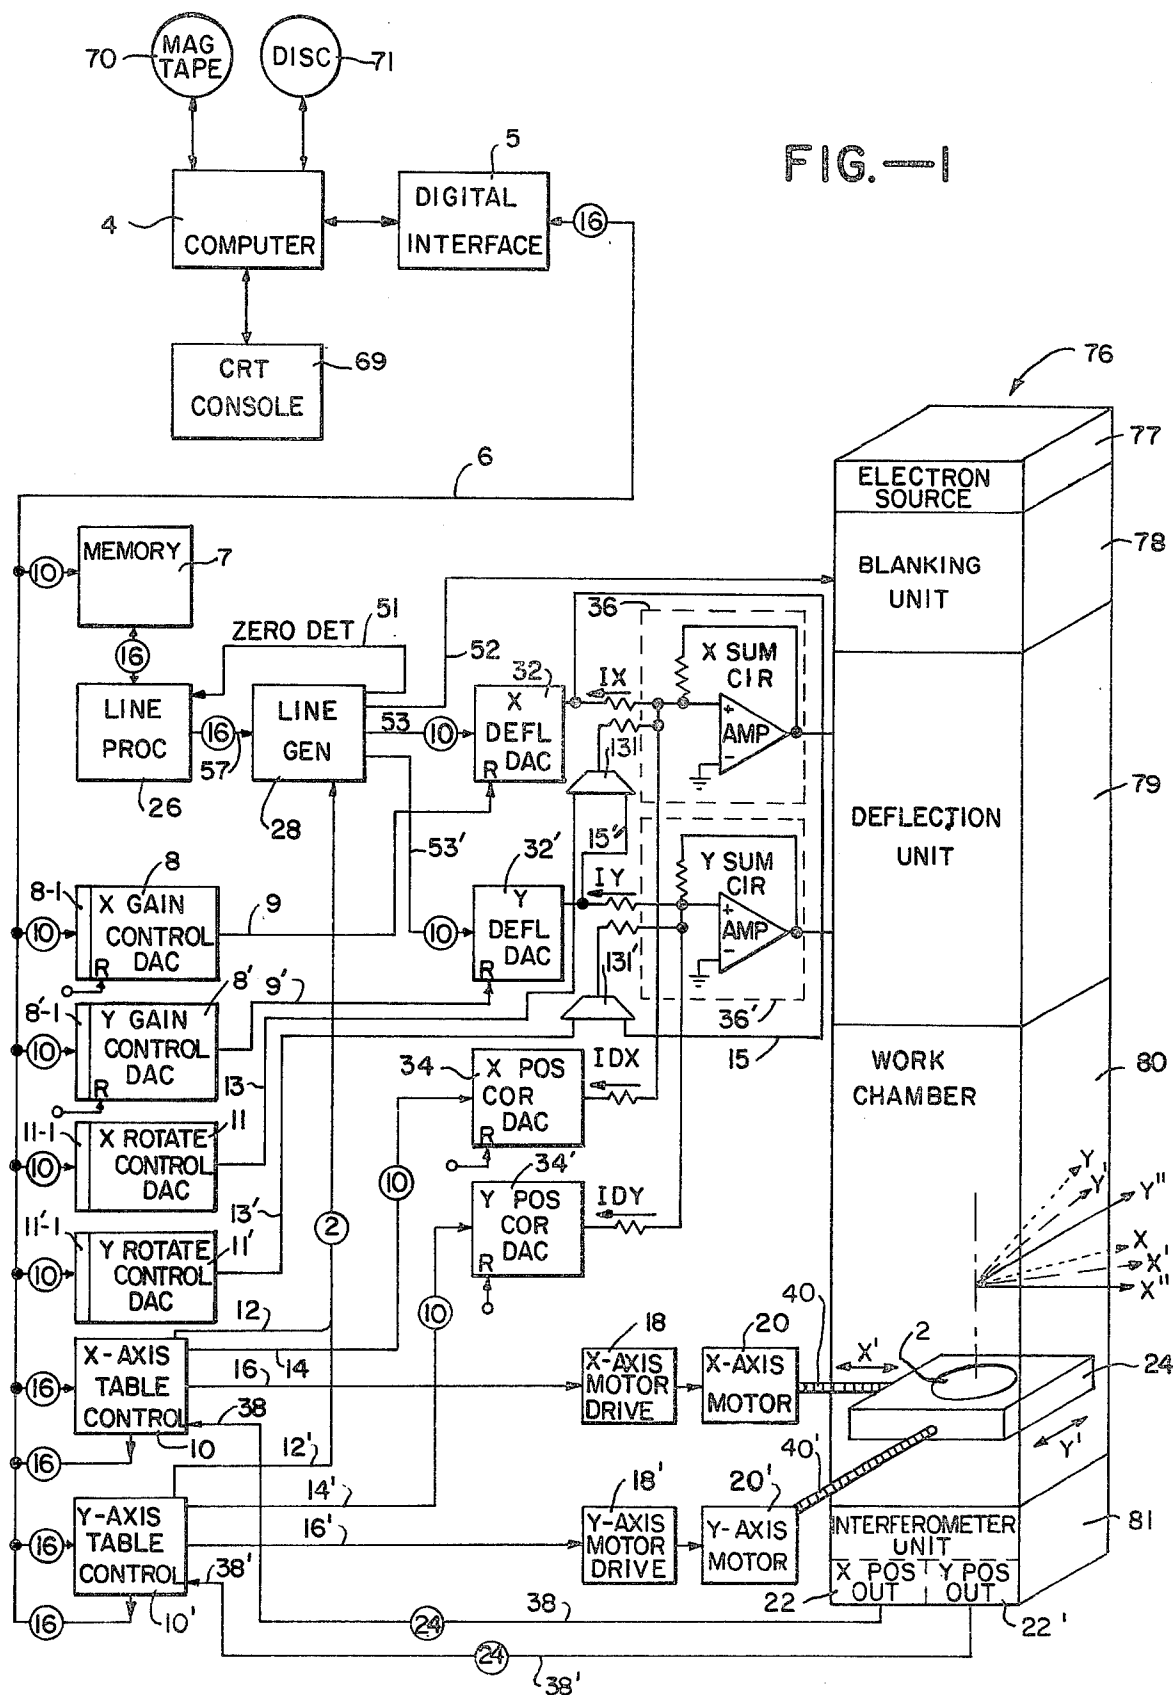 MAG
TAPE
70
DISC
71
FIG.—1
5
4
COMPUTER
DIGITAL
INTERFACE
16
CRT
CONSOLE
69
76
77
6
ELECTRON
SOURCE
78
BLANKING
UNIT
MEMORY
7
10
16
ZERO DET
51
52
36
LINE
PROC
26
16
57
LINE
GEN
28
53
10
53'
X
DEFL
DAC
R
32
IX
131
X SUM
CIR
+
AMP
−
79
DEFLECTION
UNIT
15"
IY
131'
Y SUM
CIR
+
AMP
−
36'
32'
Y
DEFL
DAC
R
10
8-1
8
X GAIN
CONTROL
DAC
R
10
9
8'-1
8'
Y GAIN
CONTROL
DAC
R
10
9'
15
WORK
CHAMBER
80
34
X POS
COR
DAC
R
IDX
13
11-1
11
X ROTATE
CONTROL
DAC
10
10
34'
Y POS
COR
DAC
R
IDY
13'
2
11'-1
11'
Y ROTATE
CONTROL
DAC
10
10
Y
Y'
Y"
X
X'
X"
12
14
X-AXIS
TABLE
CONTROL
10
16
16
16
38
18
X-AXIS
MOTOR
DRIVE
20
X-AXIS
MOTOR
40
X'
2
24
Y'
12'
14'
16'
Y-AXIS
TABLE
CONTROL
10'
16
16
38'
18'
Y-AXIS
MOTOR
DRIVE
20'
Y-AXIS
MOTOR
40'
INTERFEROMETER
UNIT
81
X POS
OUT
Y POS
OUT
22
22'
38
24
24
38'